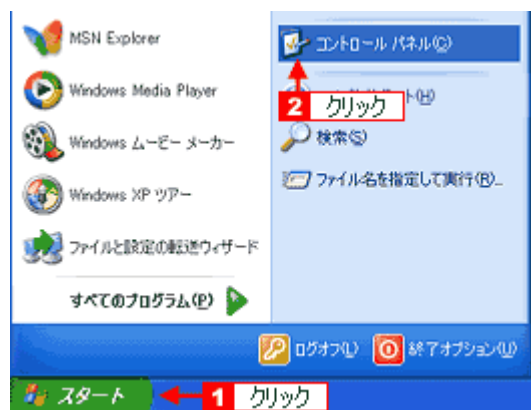 MSN Explorer
Windows Media Player
Windows ムービー メーカー
Windows XP ツアー
ファイルと設定の転送ウィザード
すべてのプログラム(P)
コントロール パネル(C)
2 クリック
ト(H)
検索(S)
ファイル名を指定して実行(R)...
ログオフ(L)
終了オプション(U)
スタート
1 クリック